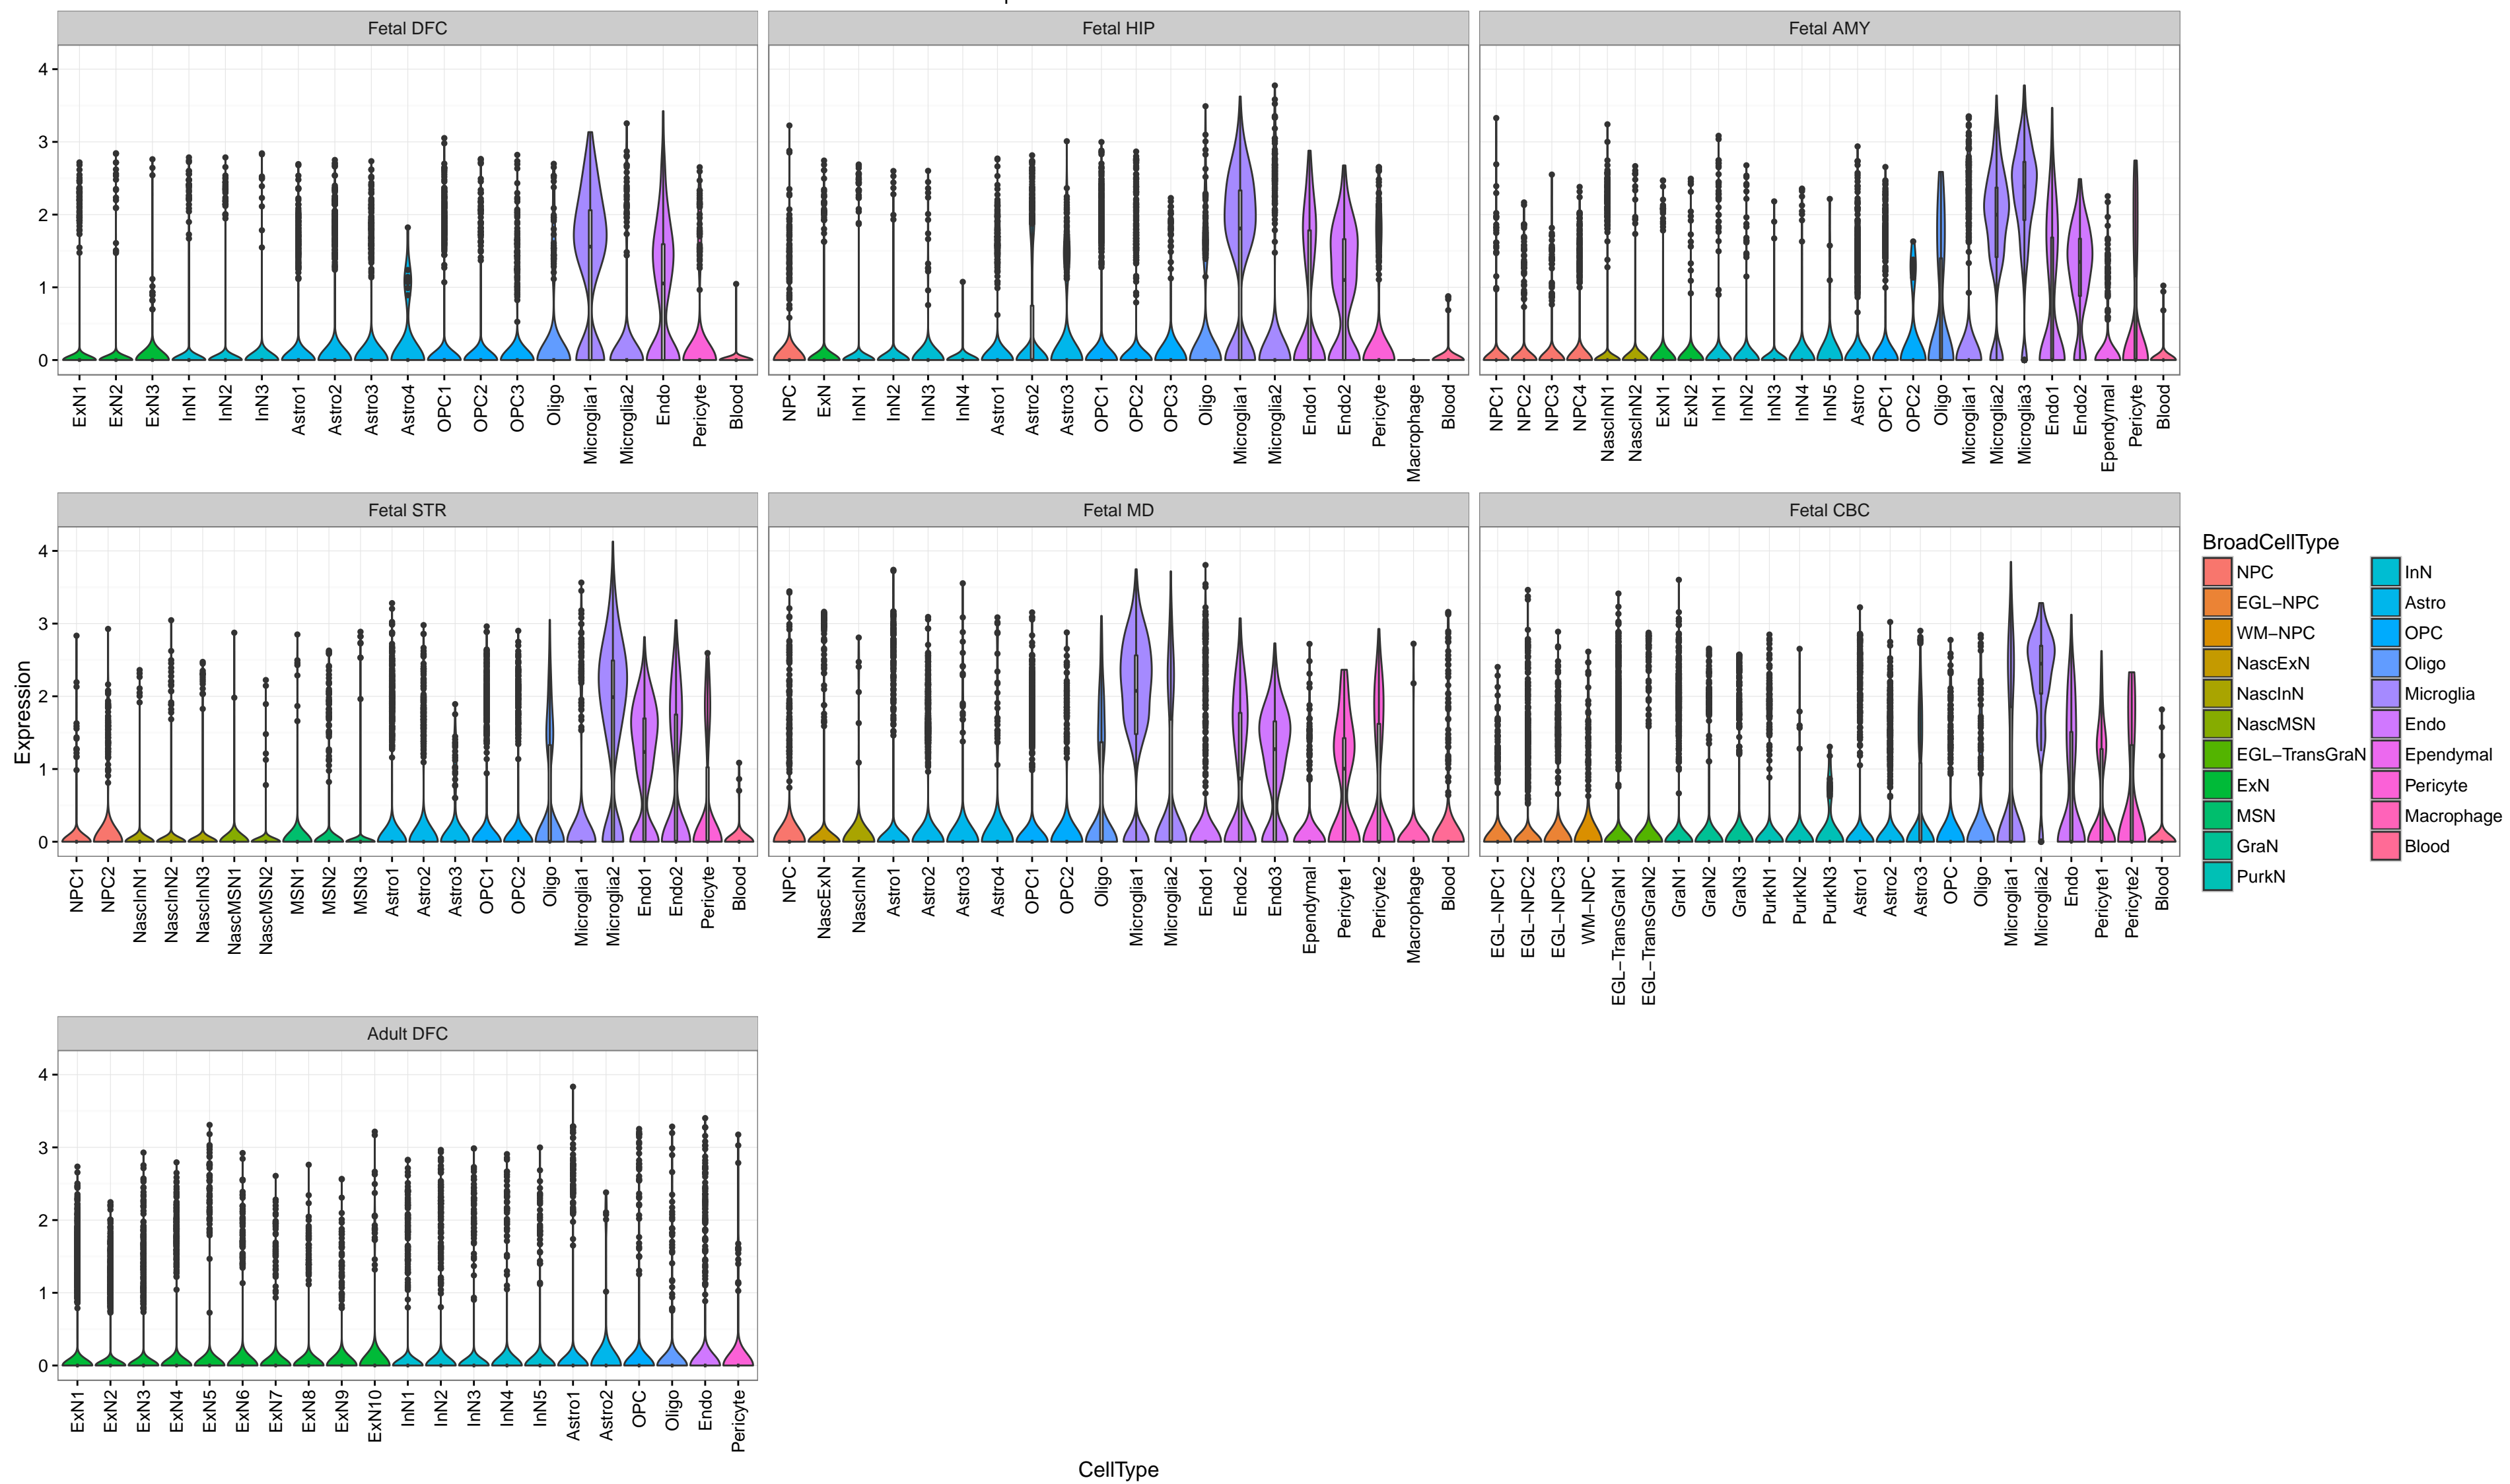 Fetal DFC Fetal HIP Fetal AMY
4
3
2
1
0
ExN1 ExN2 ExN3 InN1 InN2 InN3 Astro1 Astro2 Astro3 Astro4 OPC1 OPC2 OPC3 Oligo Microglia1 Microglia2 Endo Pericyte Blood
NPC ExN InN1 InN2 InN3 InN4 Astro1 Astro2 Astro3 OPC1 OPC2 OPC3 Oligo Microglia1 Microglia2 Endo1 Endo2 Pericyte Macrophage Blood
NPC1 NPC2 NPC3 NPC4 NascInN1 NascInN2 ExN1 ExN2 InN1 InN2 InN3 InN4 InN5 Astro OPC1 OPC2 Oligo Microglia1 Microglia2 Microglia3 Endo1 Endo2 Ependymal Pericyte Blood
Fetal STR Fetal MD Fetal CBC
Expression
4
3
2
1
0
NPC1 NPC2 NascInN1 NascInN2 NascInN3 NascMSN1 NascMSN2 MSN1 MSN2 MSN3 Astro1 Astro2 Astro3 OPC1 OPC2 Oligo Microglia1 Microglia2 Endo1 Endo2 Pericyte Blood
NPC NascExN NascInN Astro1 Astro2 Astro3 Astro4 OPC1 OPC2 Oligo Microglia1 Microglia2 Endo1 Endo2 Endo3 Ependymal Pericyte1 Pericyte2 Macrophage Blood
EGL−NPC1 EGL−NPC2 EGL−NPC3 WM−NPC EGL−TransGraN1 EGL−TransGraN2 GraN1 GraN2 GraN3 PurkN1 PurkN2 PurkN3 Astro1 Astro2 Astro3 OPC Oligo Microglia1 Microglia2 Endo Pericyte1 Pericyte2 Blood
BroadCellType
NPC InN
EGL−NPC Astro
WM−NPC OPC
NascExN Oligo
NascInN Microglia
NascMSN Endo
EGL−TransGraN Ependymal
ExN Pericyte
MSN Macrophage
GraN Blood
PurkN
Adult DFC
4
3
2
1
0
ExN1 ExN2 ExN3 ExN4 ExN5 ExN6 ExN7 ExN8 ExN9 ExN10 InN1 InN2 InN3 InN4 InN5 Astro1 Astro2 OPC Oligo Endo Pericyte
CellType